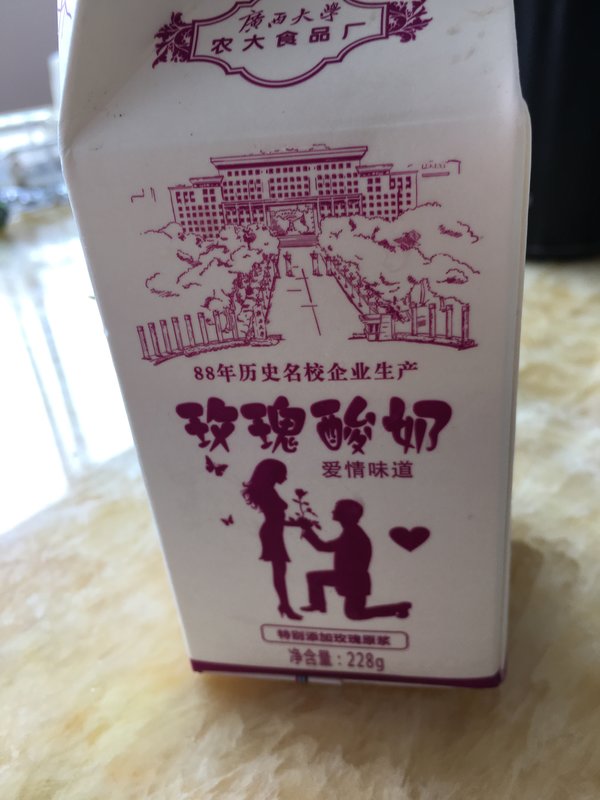 廣西大學
农大食品厂
88年历史名校企业生产
玫瑰酸奶
爱情味道
特别添加玫瑰原浆
净含量：228g